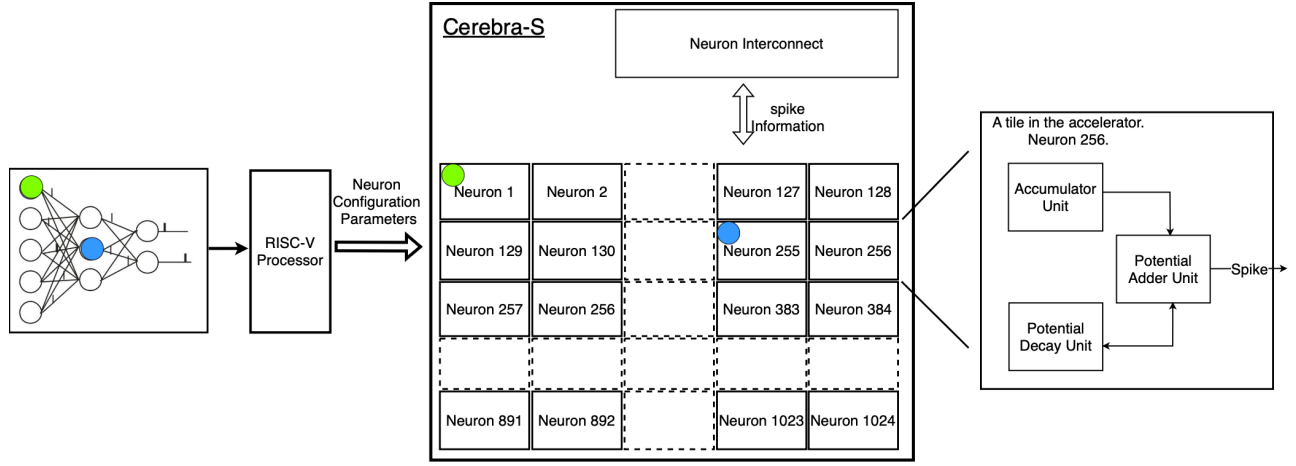 Cerebra-S
Neuron Interconnect
spike
Information
Neuron
Configuration
Parameters
RISC-V
Processor
Neuron 1
Neuron 2
Neuron 127
Neuron 128
Neuron 129
Neuron 130
Neuron 255
Neuron 256
Neuron 257
Neuron 256
Neuron 383
Neuron 384
Neuron 891
Neuron 892
Neuron 1023
Neuron 1024
A tile in the accelerator.
Neuron 256.
Accumulator
Unit
Potential
Adder Unit
Spike
Potential
Decay Unit